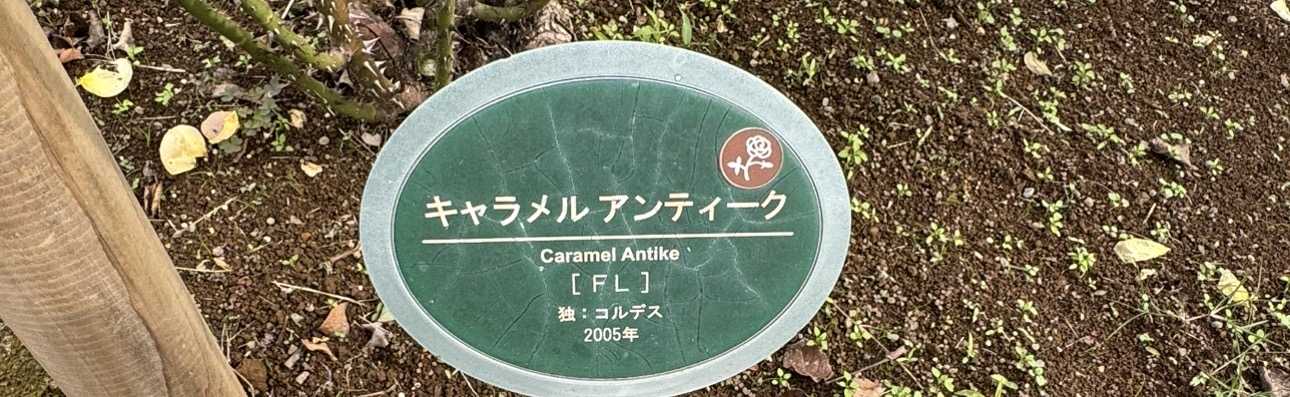 キャラメル アンティーク
Caramel Antike
[ FL ]
独：コルデス
2005年